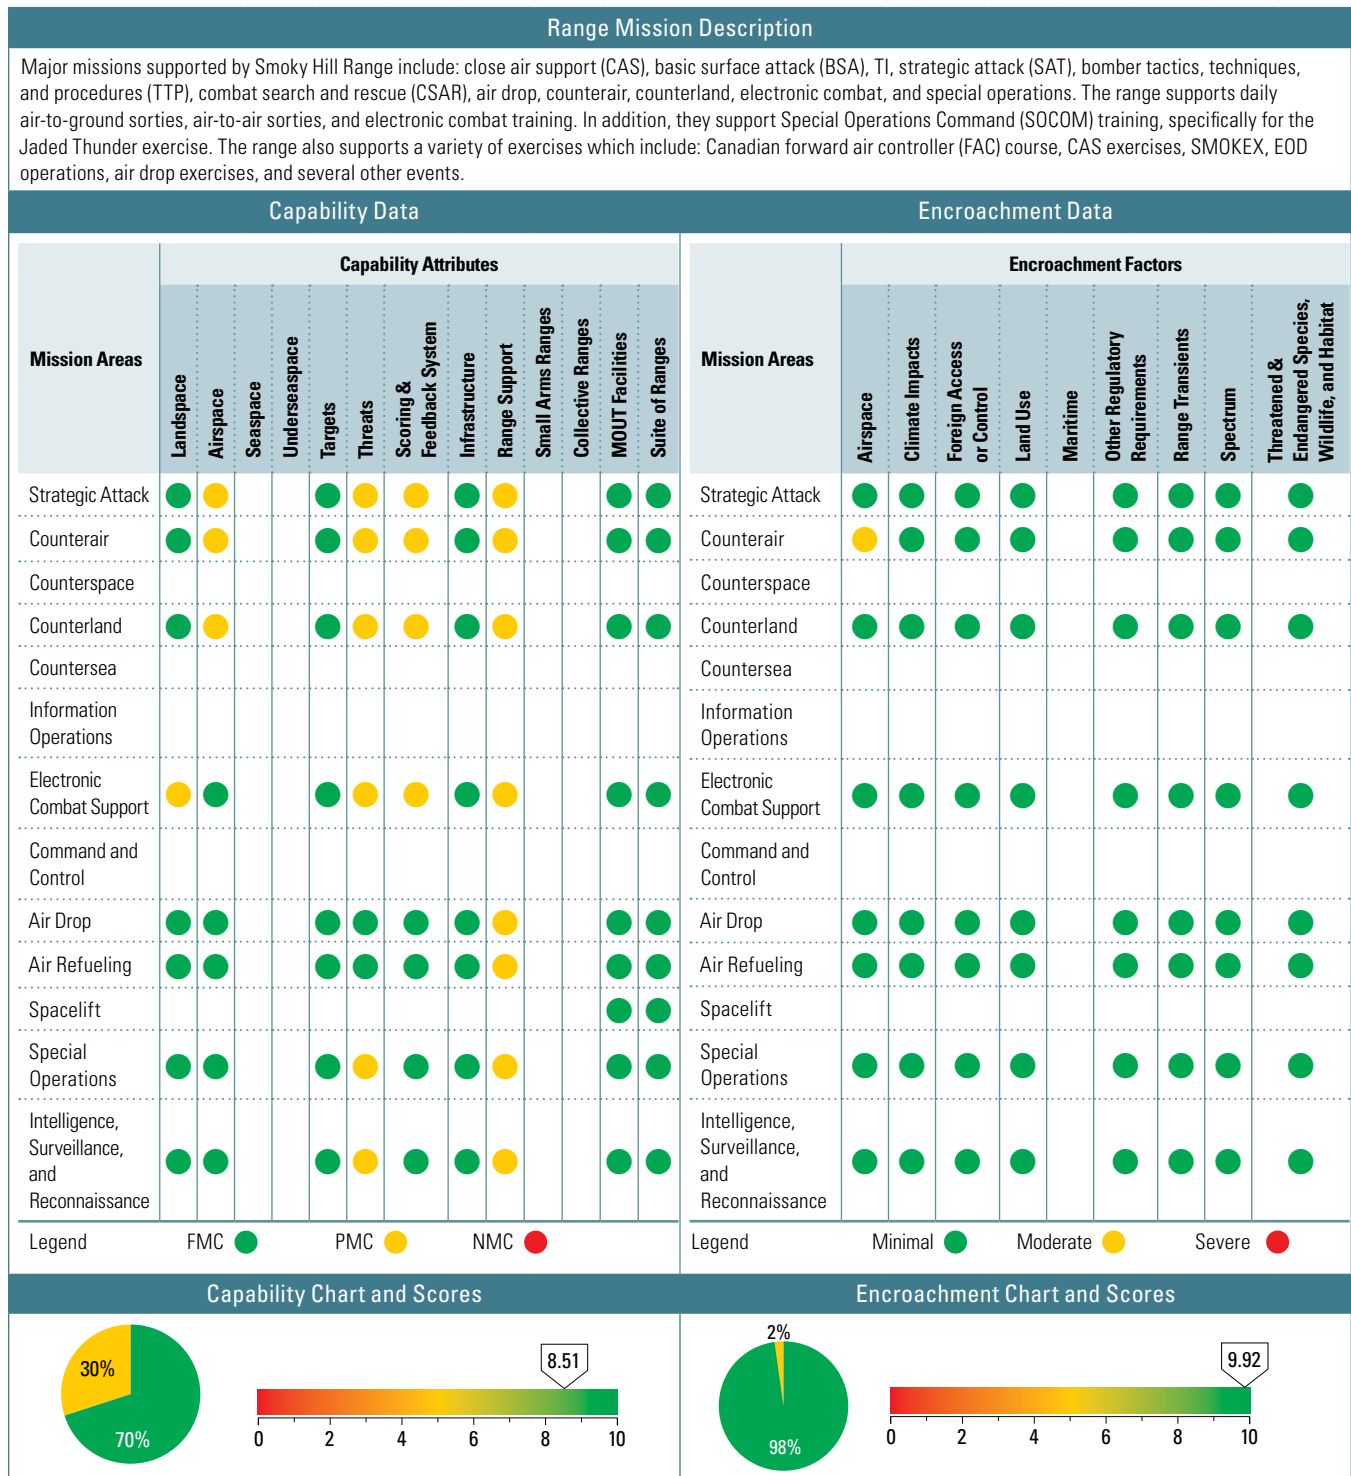 Range Mission Description
Major missions supported by Smoky Hill Range include: close air support (CAS), basic surface attack (BSA), TI, strategic attack (SAT), bomber tactics, techniques,
and procedures (TTP), combat search and rescue (CSAR), air drop, counterair, counterland, electronic combat, and special operations. The range supports daily
air-to-ground sorties, air-to-air sorties, and electronic combat training. In addition, they support Special Operations Command (SOCOM) training, specifically for the
Jaded Thunder exercise. The range also supports a variety of exercises which include: Canadian forward air controller (FAC) course, CAS exercises, SMOKEX, EOD
operations, air drop exercises, and several other events.
Capability Data
Mission Areas
Capability Attributes
Landspace
Airspace
Seaspace
Underseaspace
Targets
Threats
Scoring &
Feedback System
Infrastructure
Range Support
Small Arms Ranges
Collective Ranges
MOUT Facilities
Suite of Ranges
Strategic Attack
Counterair
Counterspace
Counterland
Countersea
Information
Operations
Electronic
Combat Support
Command and
Control
Air Drop
Air Refueling
Spacelift
Special
Operations
Intelligence,
Surveillance,
and
Reconnaissance
Legend FMC PMC NMC
Encroachment Data
Mission Areas
Encroachment Factors
Airspace
Climate Impacts
Foreign Access
or Control
Land Use
Maritime
Other Regulatory
Requirements
Range Transients
Spectrum
Threatened &
Endangered Species,
Wildlife, and Habitat
Strategic Attack
Counterair
Counterspace
Counterland
Countersea
Information
Operations
Electronic
Combat Support
Command and
Control
Air Drop
Air Refueling
Spacelift
Special
Operations
Intelligence,
Surveillance,
and
Reconnaissance
Legend Minimal Moderate Severe
Capability Chart and Scores
30%
70%
8.51
0 2 4 6 8 10
Encroachment Chart and Scores
2%
98%
9.92
0 2 4 6 8 10